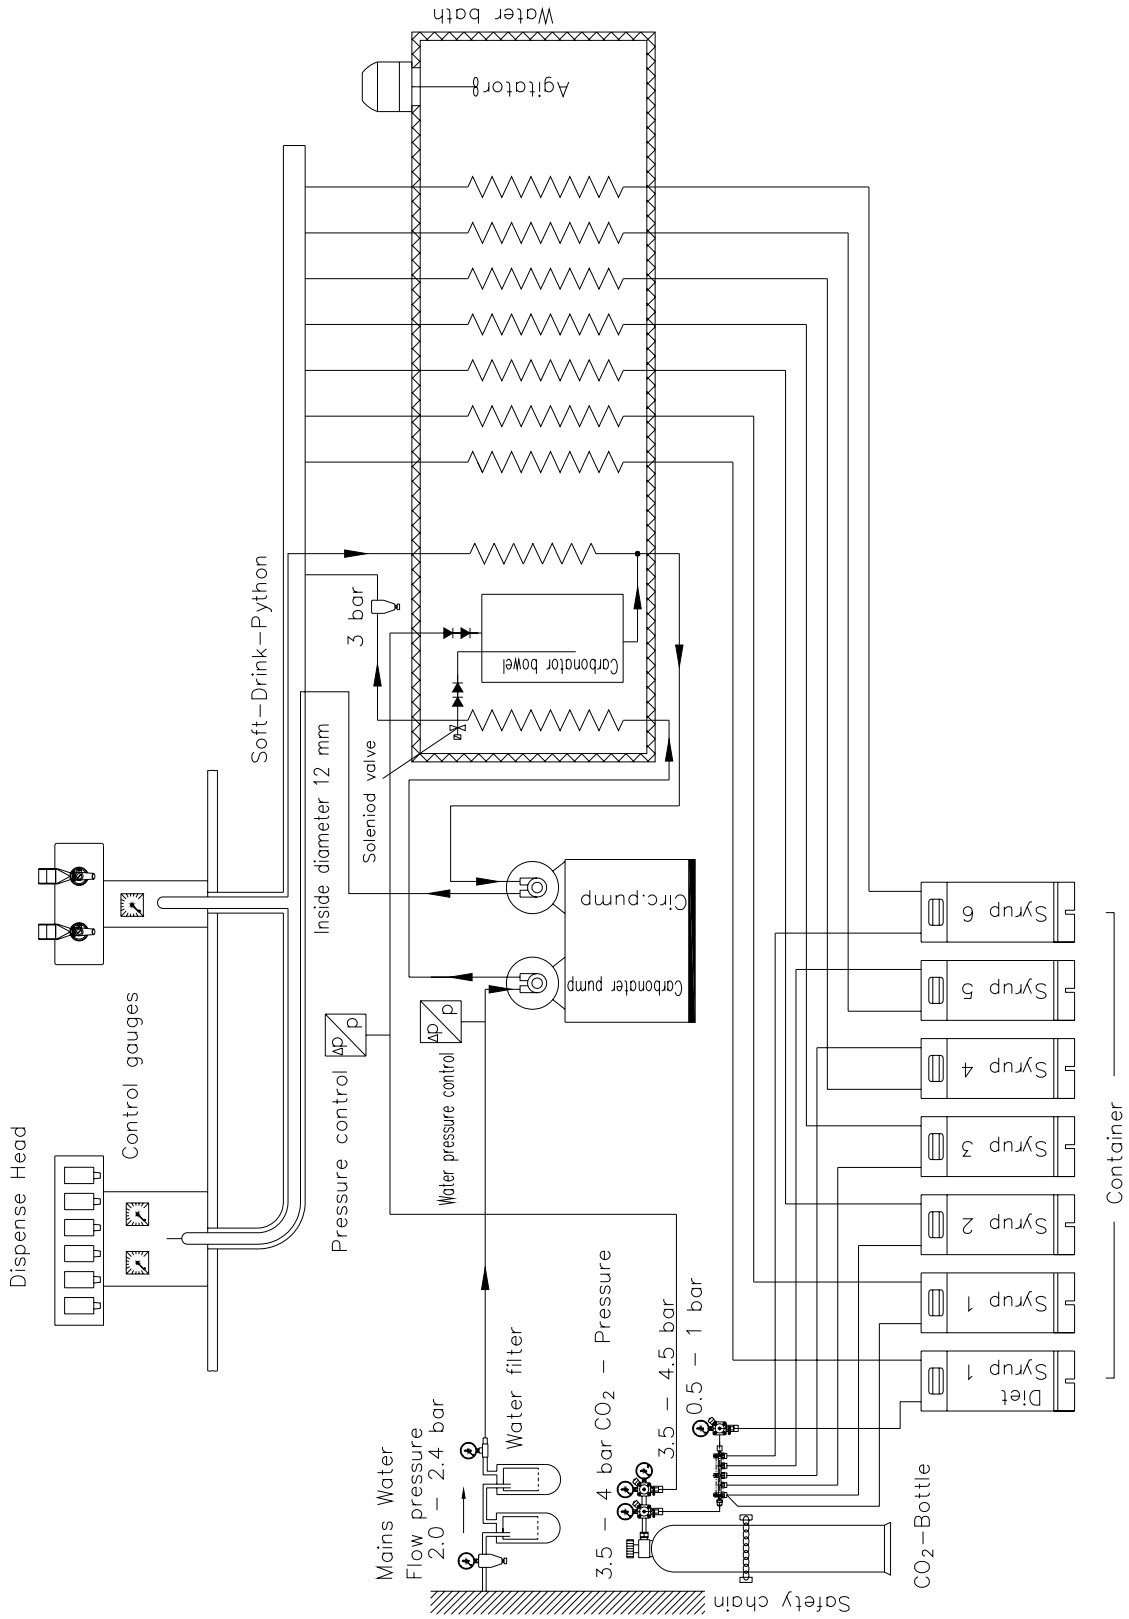 Water bath
Agitator
Soft-Drink-Python
3 bar
Carbonator bowel
Inside diameter 12 mm
Soleniod valve
Control gauges
Dispense Head
Circ.pump
Carbonater pump
Δp
p
Pressure control
Δp
p
Water pressure control
Mains Water
Flow pressure
2.0 - 2.4 bar
Water filter
3.5 - 4 bar CO₂ - Pressure
3.5 - 4.5 bar
0.5 - 1 bar
CO₂-Bottle
Safety chain
Syrup 6
Syrup 5
Syrup 4
Syrup 3
Syrup 2
Syrup 1
Diet
Syrup 1
Container